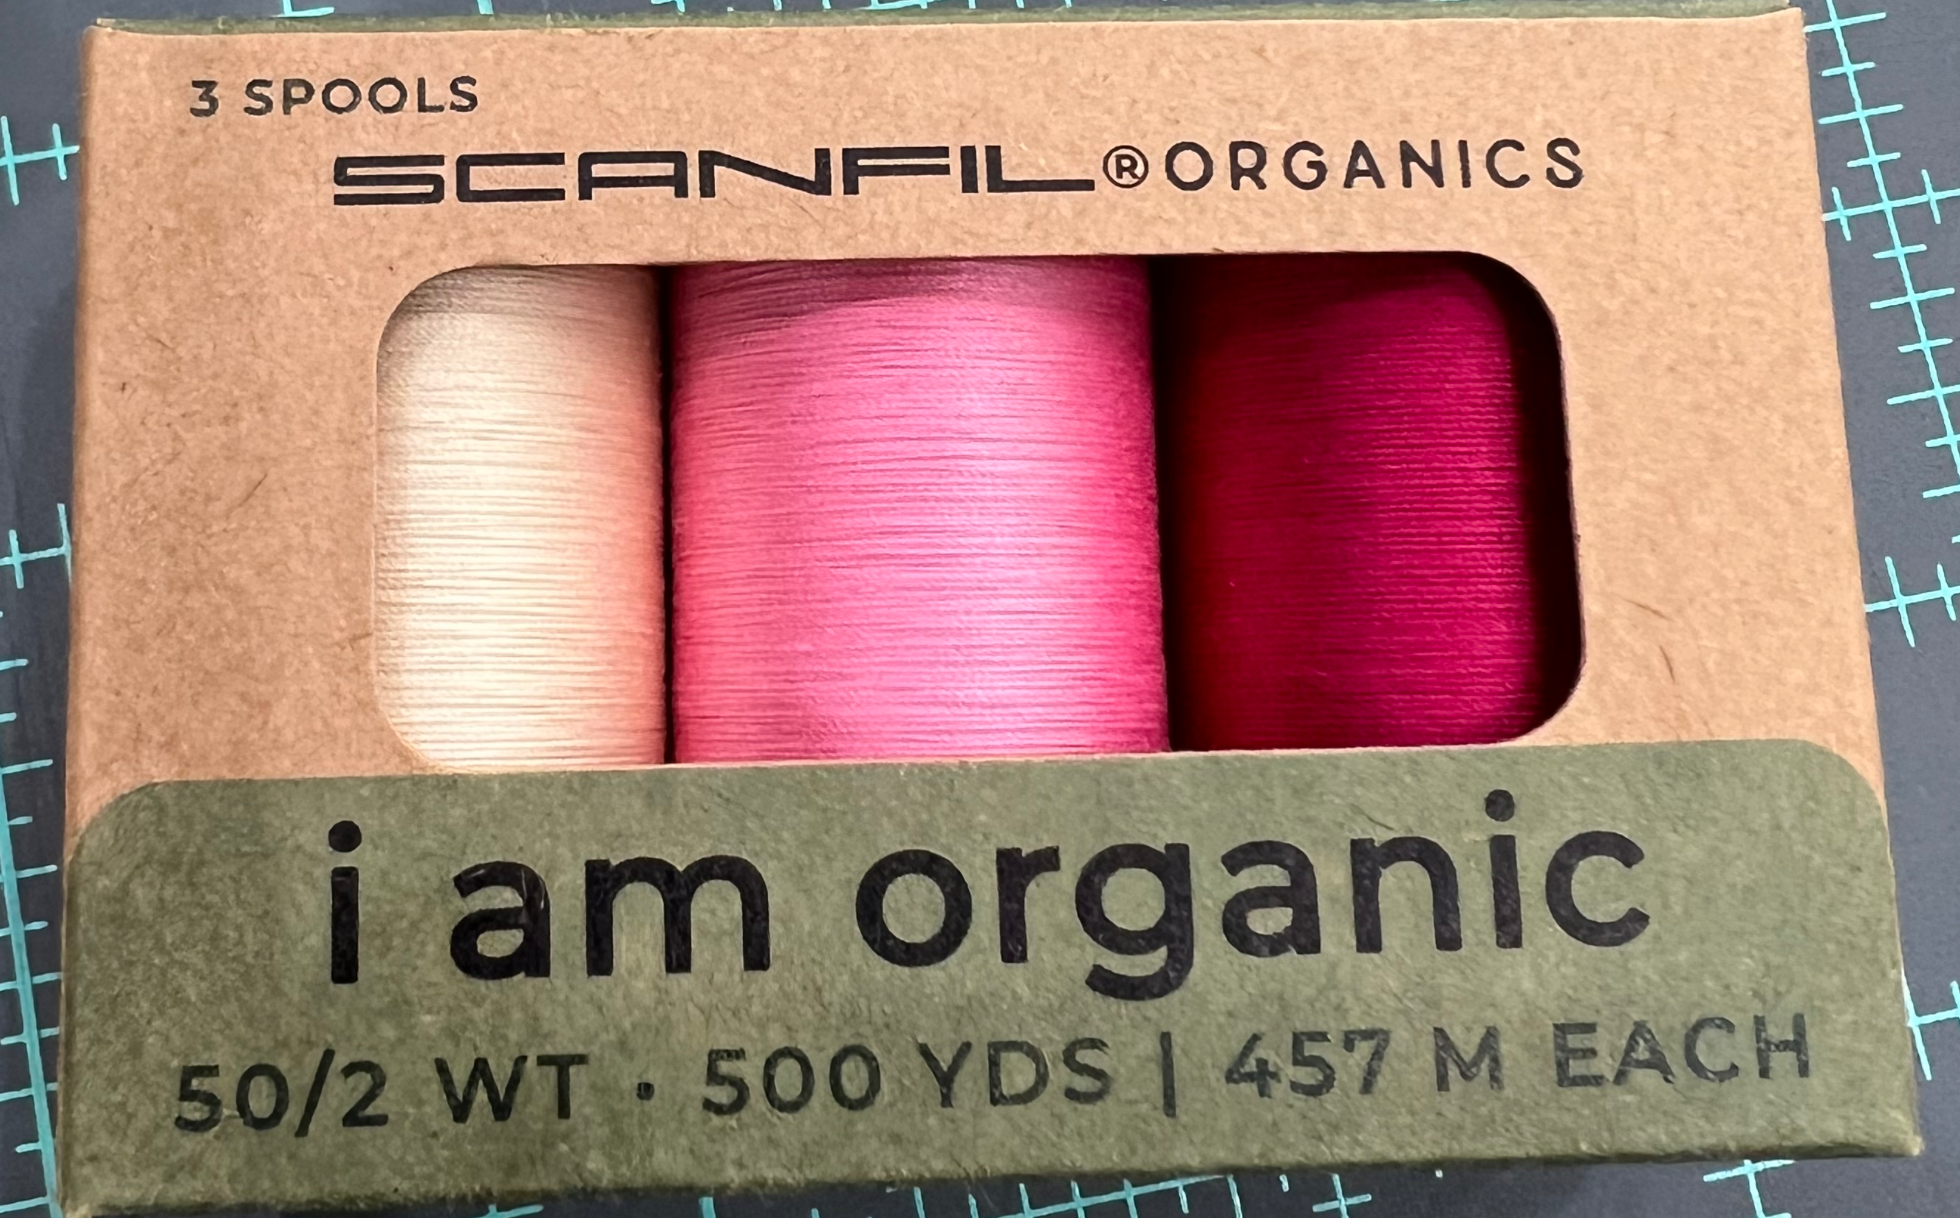 3 SPOOLS
SCANFIL® ORGANICS
i am organic
50/2 WT · 500 YDS | 457 M EACH